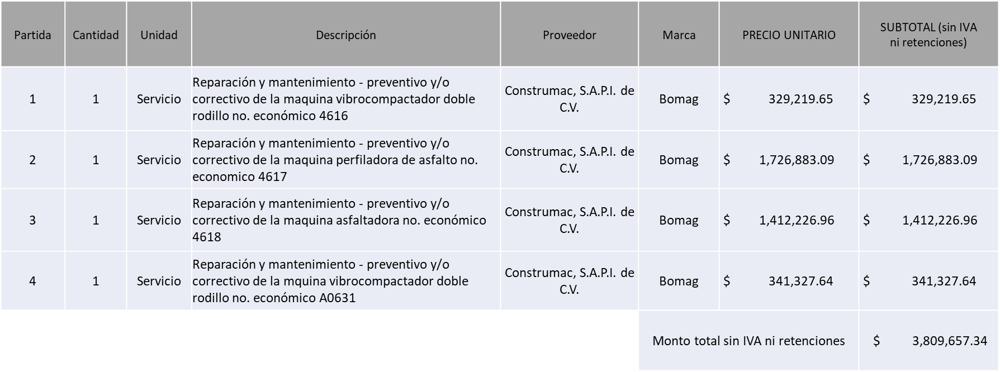 Partida Cantidad Unidad Descripción Proveedor Marca PRECIO UNITARIO SUBTOTAL (sin IVA
ni retenciones)
1 1 Servicio Reparación y mantenimiento - preventivo y/o
correctivo de la maquina vibrocompactador doble
rodillo no. económico 4616
Construmac, S.A.P.I. de
C.V.
Bomag $ 329,219.65 $ 329,219.65
2 1 Servicio Reparación y mantenimiento - preventivo y/o
correctivo de la maquina perfiladora de asfalto no.
economico 4617
Construmac, S.A.P.I. de
C.V.
Bomag $ 1,726,883.09 $ 1,726,883.09
3 1 Servicio Reparación y mantenimiento - preventivo y/o
correctivo de la maquina asfaltadora no. económico
4618
Construmac, S.A.P.I. de
C.V.
Bomag $ 1,412,226.96 $ 1,412,226.96
4 1 Servicio Reparación y mantenimiento - preventivo y/o
correctivo de la mquina vibrocompactador doble
rodillo no. económico A0631
Construmac, S.A.P.I. de
C.V.
Bomag $ 341,327.64 $ 341,327.64
Monto total sin IVA ni retenciones $ 3,809,657.34